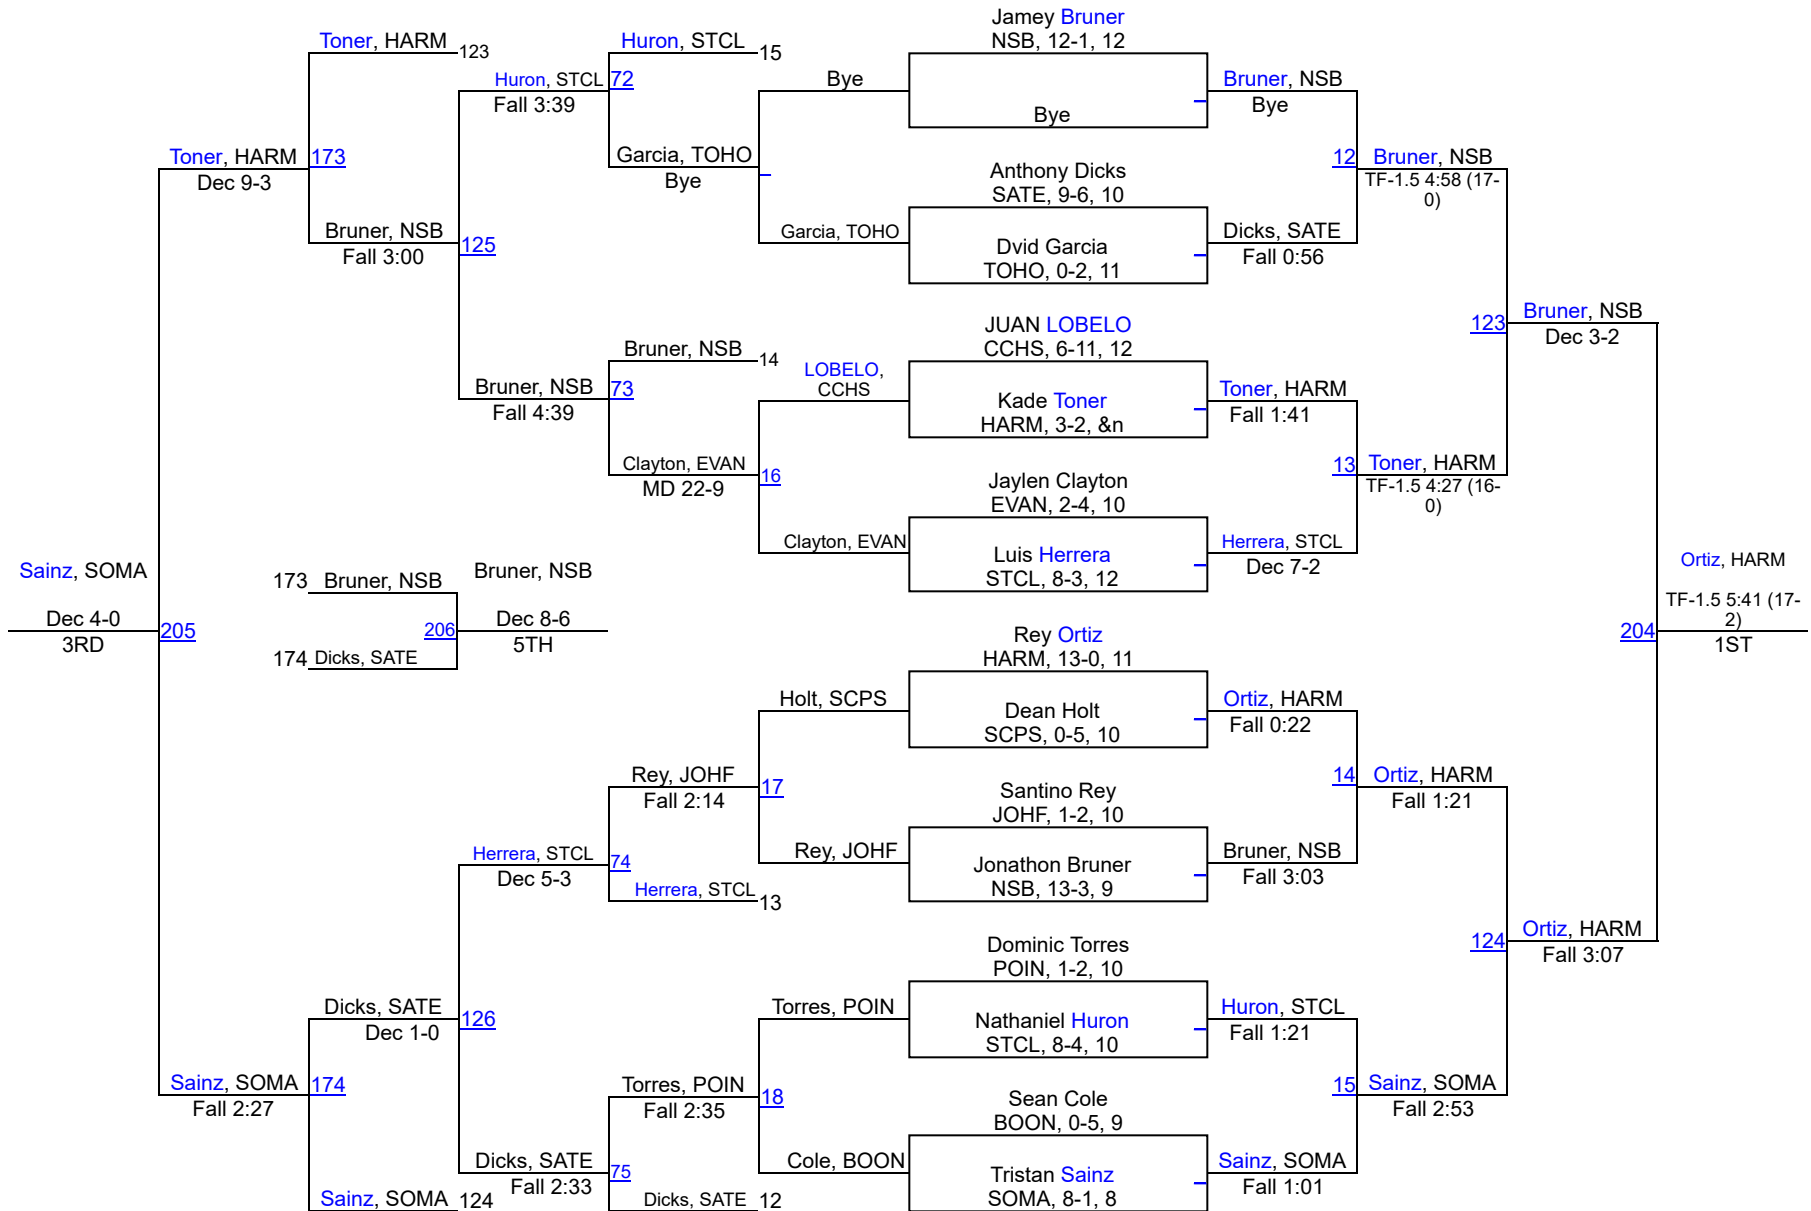 Jamey Bruner
NSB, 12-1, 12
Bye
Anthony Dicks
SATE, 9-6, 10
Dvid Garcia
TOHO, 0-2, 11
JUAN LOBELO
CCHS, 6-11, 12
Kade Toner
HARM, 3-2, &n
Jaylen Clayton
EVAN, 2-4, 10
Luis Herrera
STCL, 8-3, 12
Rey Ortiz
HARM, 13-0, 11
Dean Holt
SCPS, 0-5, 10
Santino Rey
JOHF, 1-2, 10
Jonathon Bruner
NSB, 13-3, 9
Dominic Torres
POIN, 1-2, 10
Nathaniel Huron
STCL, 8-4, 10
Sean Cole
BOON, 0-5, 9
Tristan Sainz
SOMA, 8-1, 8
Bruner, NSB
Bye
Dicks, SATE
Fall 0:56
Toner, HARM
Fall 1:41
Herrera, STCL
Dec 7-2
Ortiz, HARM
Fall 0:22
Bruner, NSB
Fall 3:03
Huron, STCL
Fall 1:21
Sainz, SOMA
Fall 1:01
12
Bruner, NSB
TF-1.5 4:58 (17-
0)
13
Toner, HARM
TF-1.5 4:27 (16-
0)
14
Ortiz, HARM
Fall 1:21
15
Sainz, SOMA
Fall 2:53
123
Bruner, NSB
Dec 3-2
124
Ortiz, HARM
Fall 3:07
204
Ortiz, HARM
TF-1.5 5:41 (17-
2)
1ST
Bye
Garcia, TOHO
LOBELO,
CCHS
Clayton, EVAN
Holt, SCPS
Rey, JOHF
Torres, POIN
Cole, BOON
Huron, STCL
15
Garcia, TOHO
Bye
Bruner, NSB
14
Clayton, EVAN
MD 22-9
16
Rey, JOHF
Fall 2:14
17
Herrera, STCL
13
Torres, POIN
Fall 2:35
18
Dicks, SATE
12
Huron, STCL
Fall 3:39
72
Bruner, NSB
Fall 4:39
73
Herrera, STCL
Dec 5-3
74
Dicks, SATE
Fall 2:33
75
Toner, HARM
123
Bruner, NSB
Fall 3:00
125
Dicks, SATE
Dec 1-0
126
Sainz, SOMA
124
Toner, HARM
Dec 9-3
173
Sainz, SOMA
Fall 2:27
174
Sainz, SOMA
Dec 4-0
3RD
205
173
Bruner, NSB
174
Dicks, SATE
206
Bruner, NSB
Dec 8-6
5TH